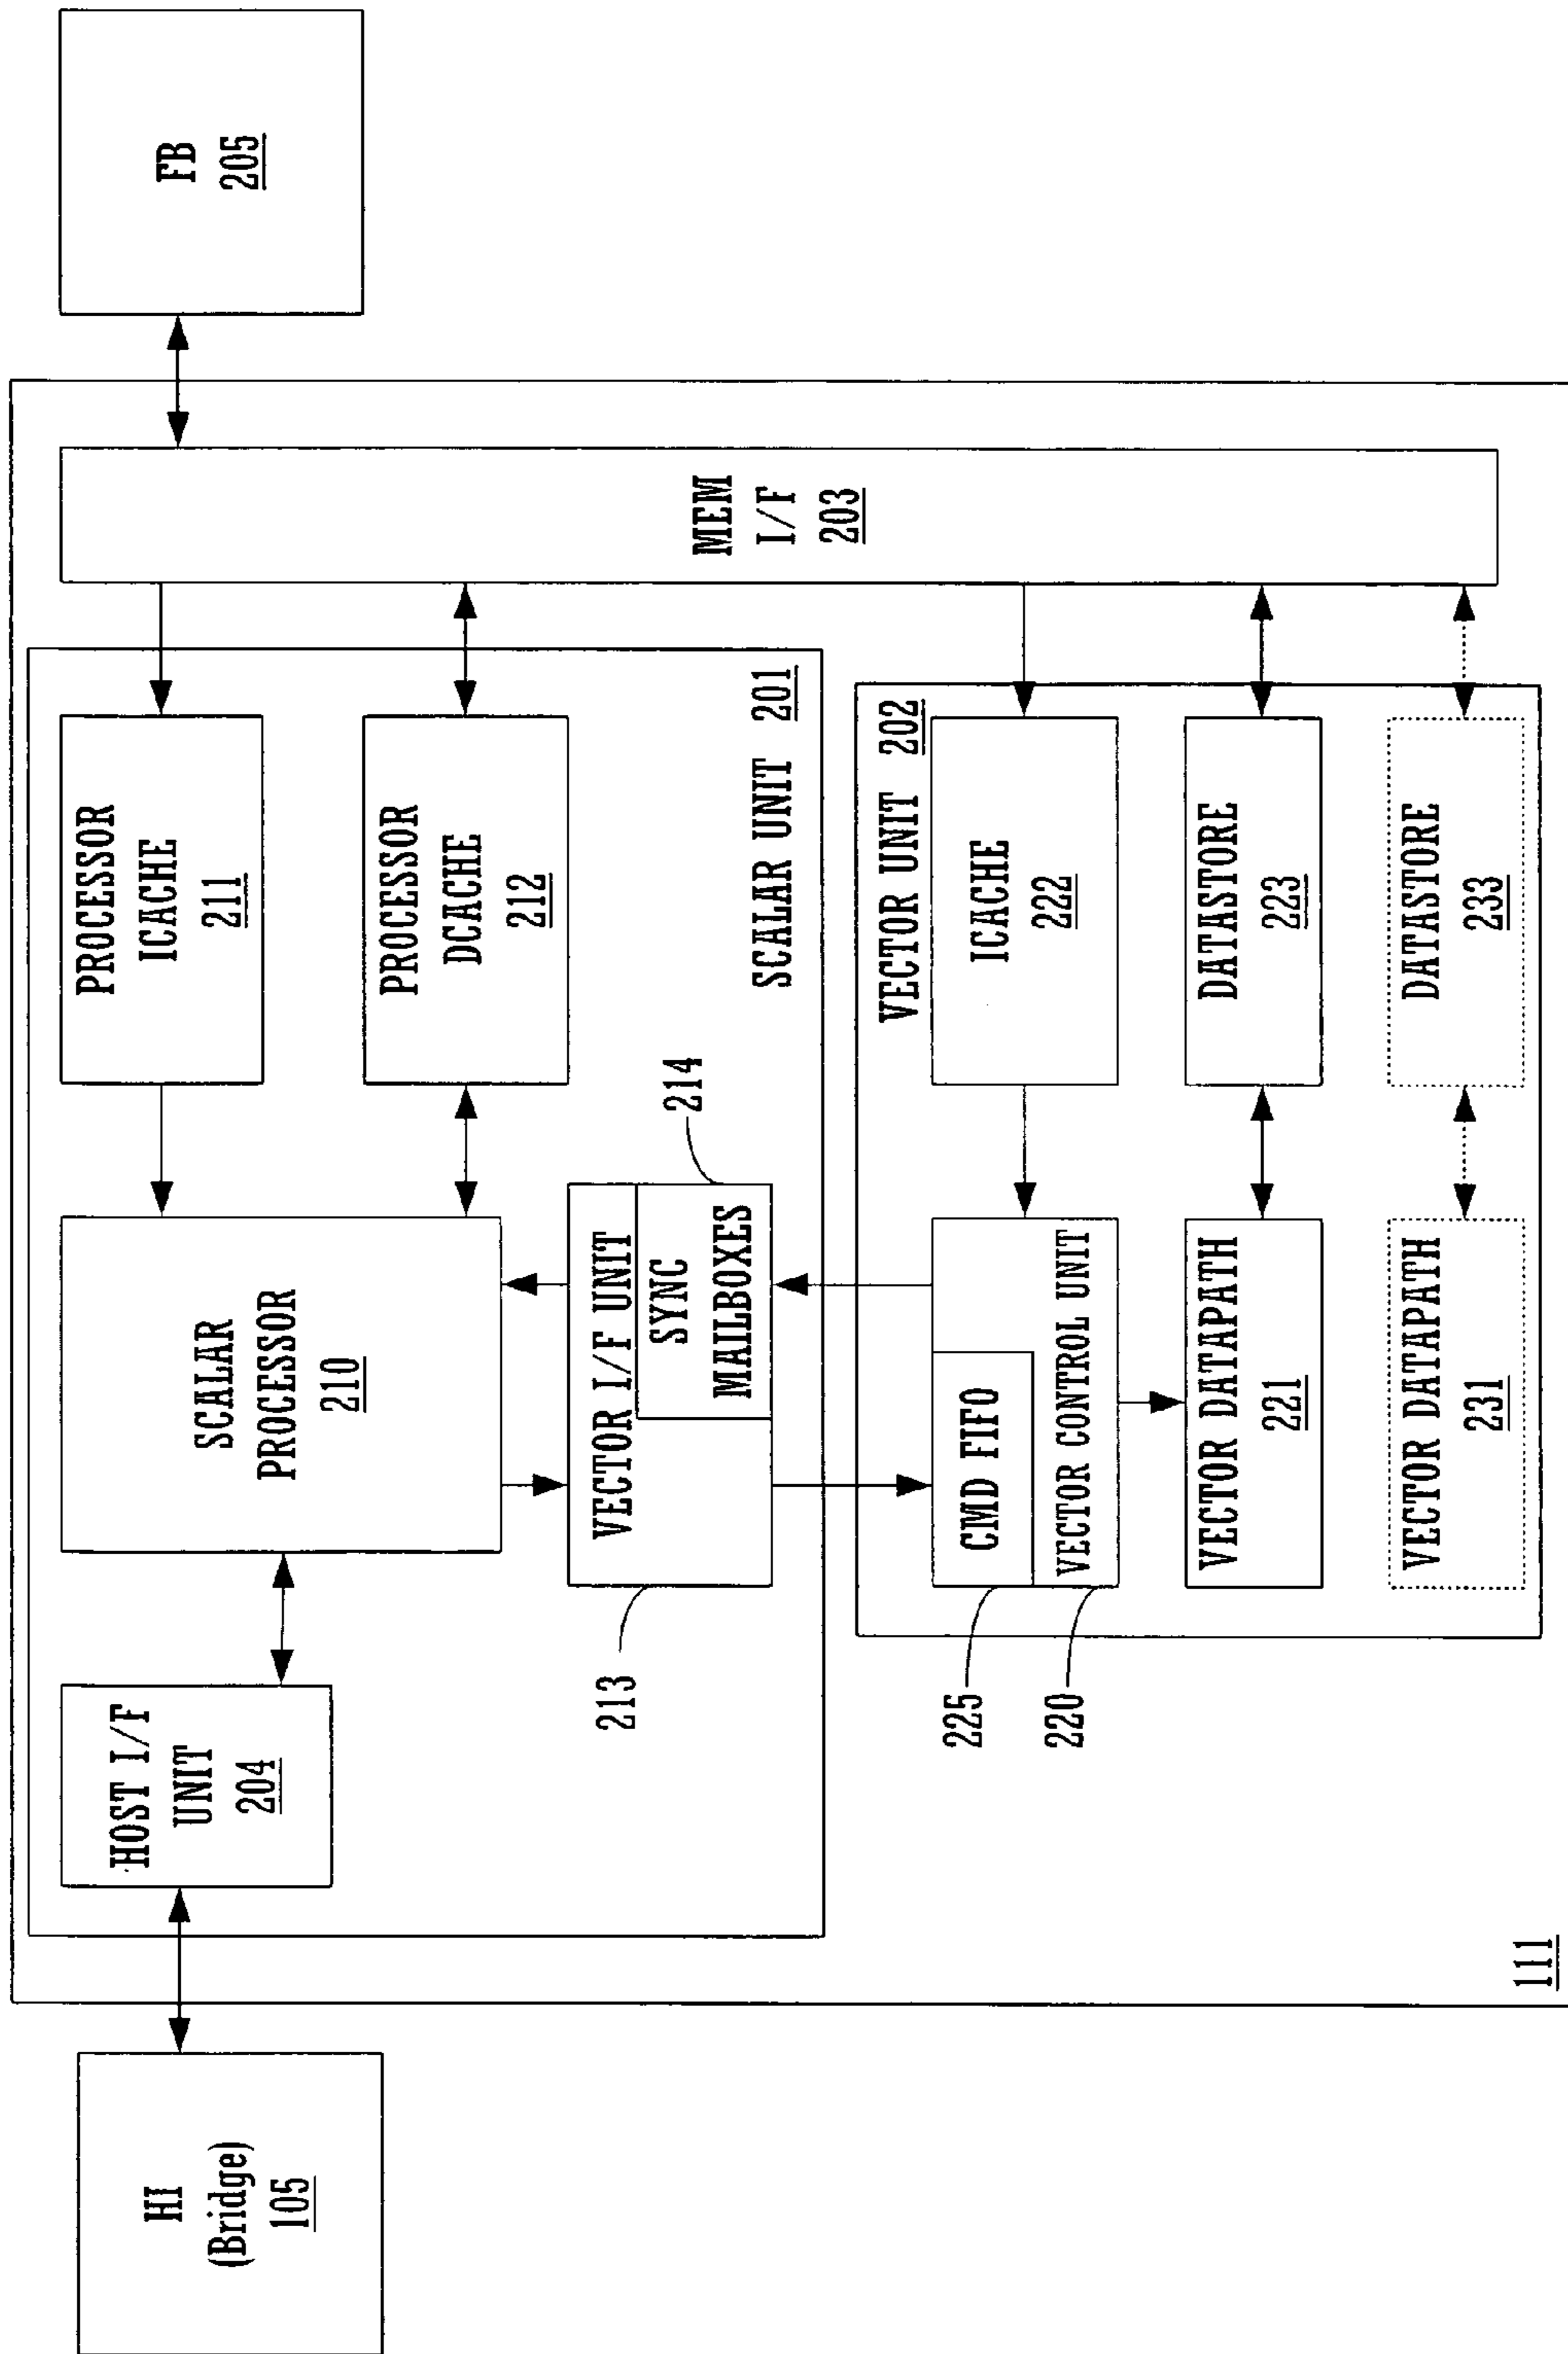 HI
(Bridge)
105
HOST I/F
UNIT
204
SCALAR
PROCESSOR
210
PROCESSOR
ICACHE
211
PROCESSOR
DCACHE
212
VECTOR I/F UNIT
SYNC
MAILBOXES
213
214
SCALAR UNIT 201
MEM
I/F
203
FB
205
VECTOR UNIT 202
CMD FIFO
VECTOR CONTROL UNIT
225
220
ICACHE
222
VECTOR DATAPATH
221
DATASTORE
223
VECTOR DATAPATH
231
DATASTORE
233
111